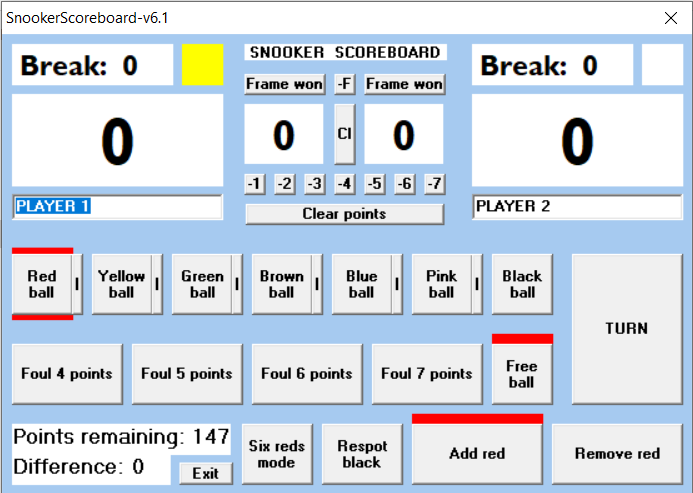 SnookerScoreboard-v6.1
Break: 0
SNOOKER SCOREBOARD
Break: 0
Frame won
-F
Frame won
0
0
CI
0
0
-1 -2 -3 -4 -5 -6 -7
PLAYER 1
Clear points
PLAYER 2
Red ball
I
Yellow ball
I
Green ball
I
Brown ball
I
Blue ball
I
Pink ball
I
Black ball
TURN
Foul 4 points
Foul 5 points
Foul 6 points
Foul 7 points
Free ball
Points remaining: 147
Difference: 0
Exit
Six reds mode
Respot black
Add red
Remove red